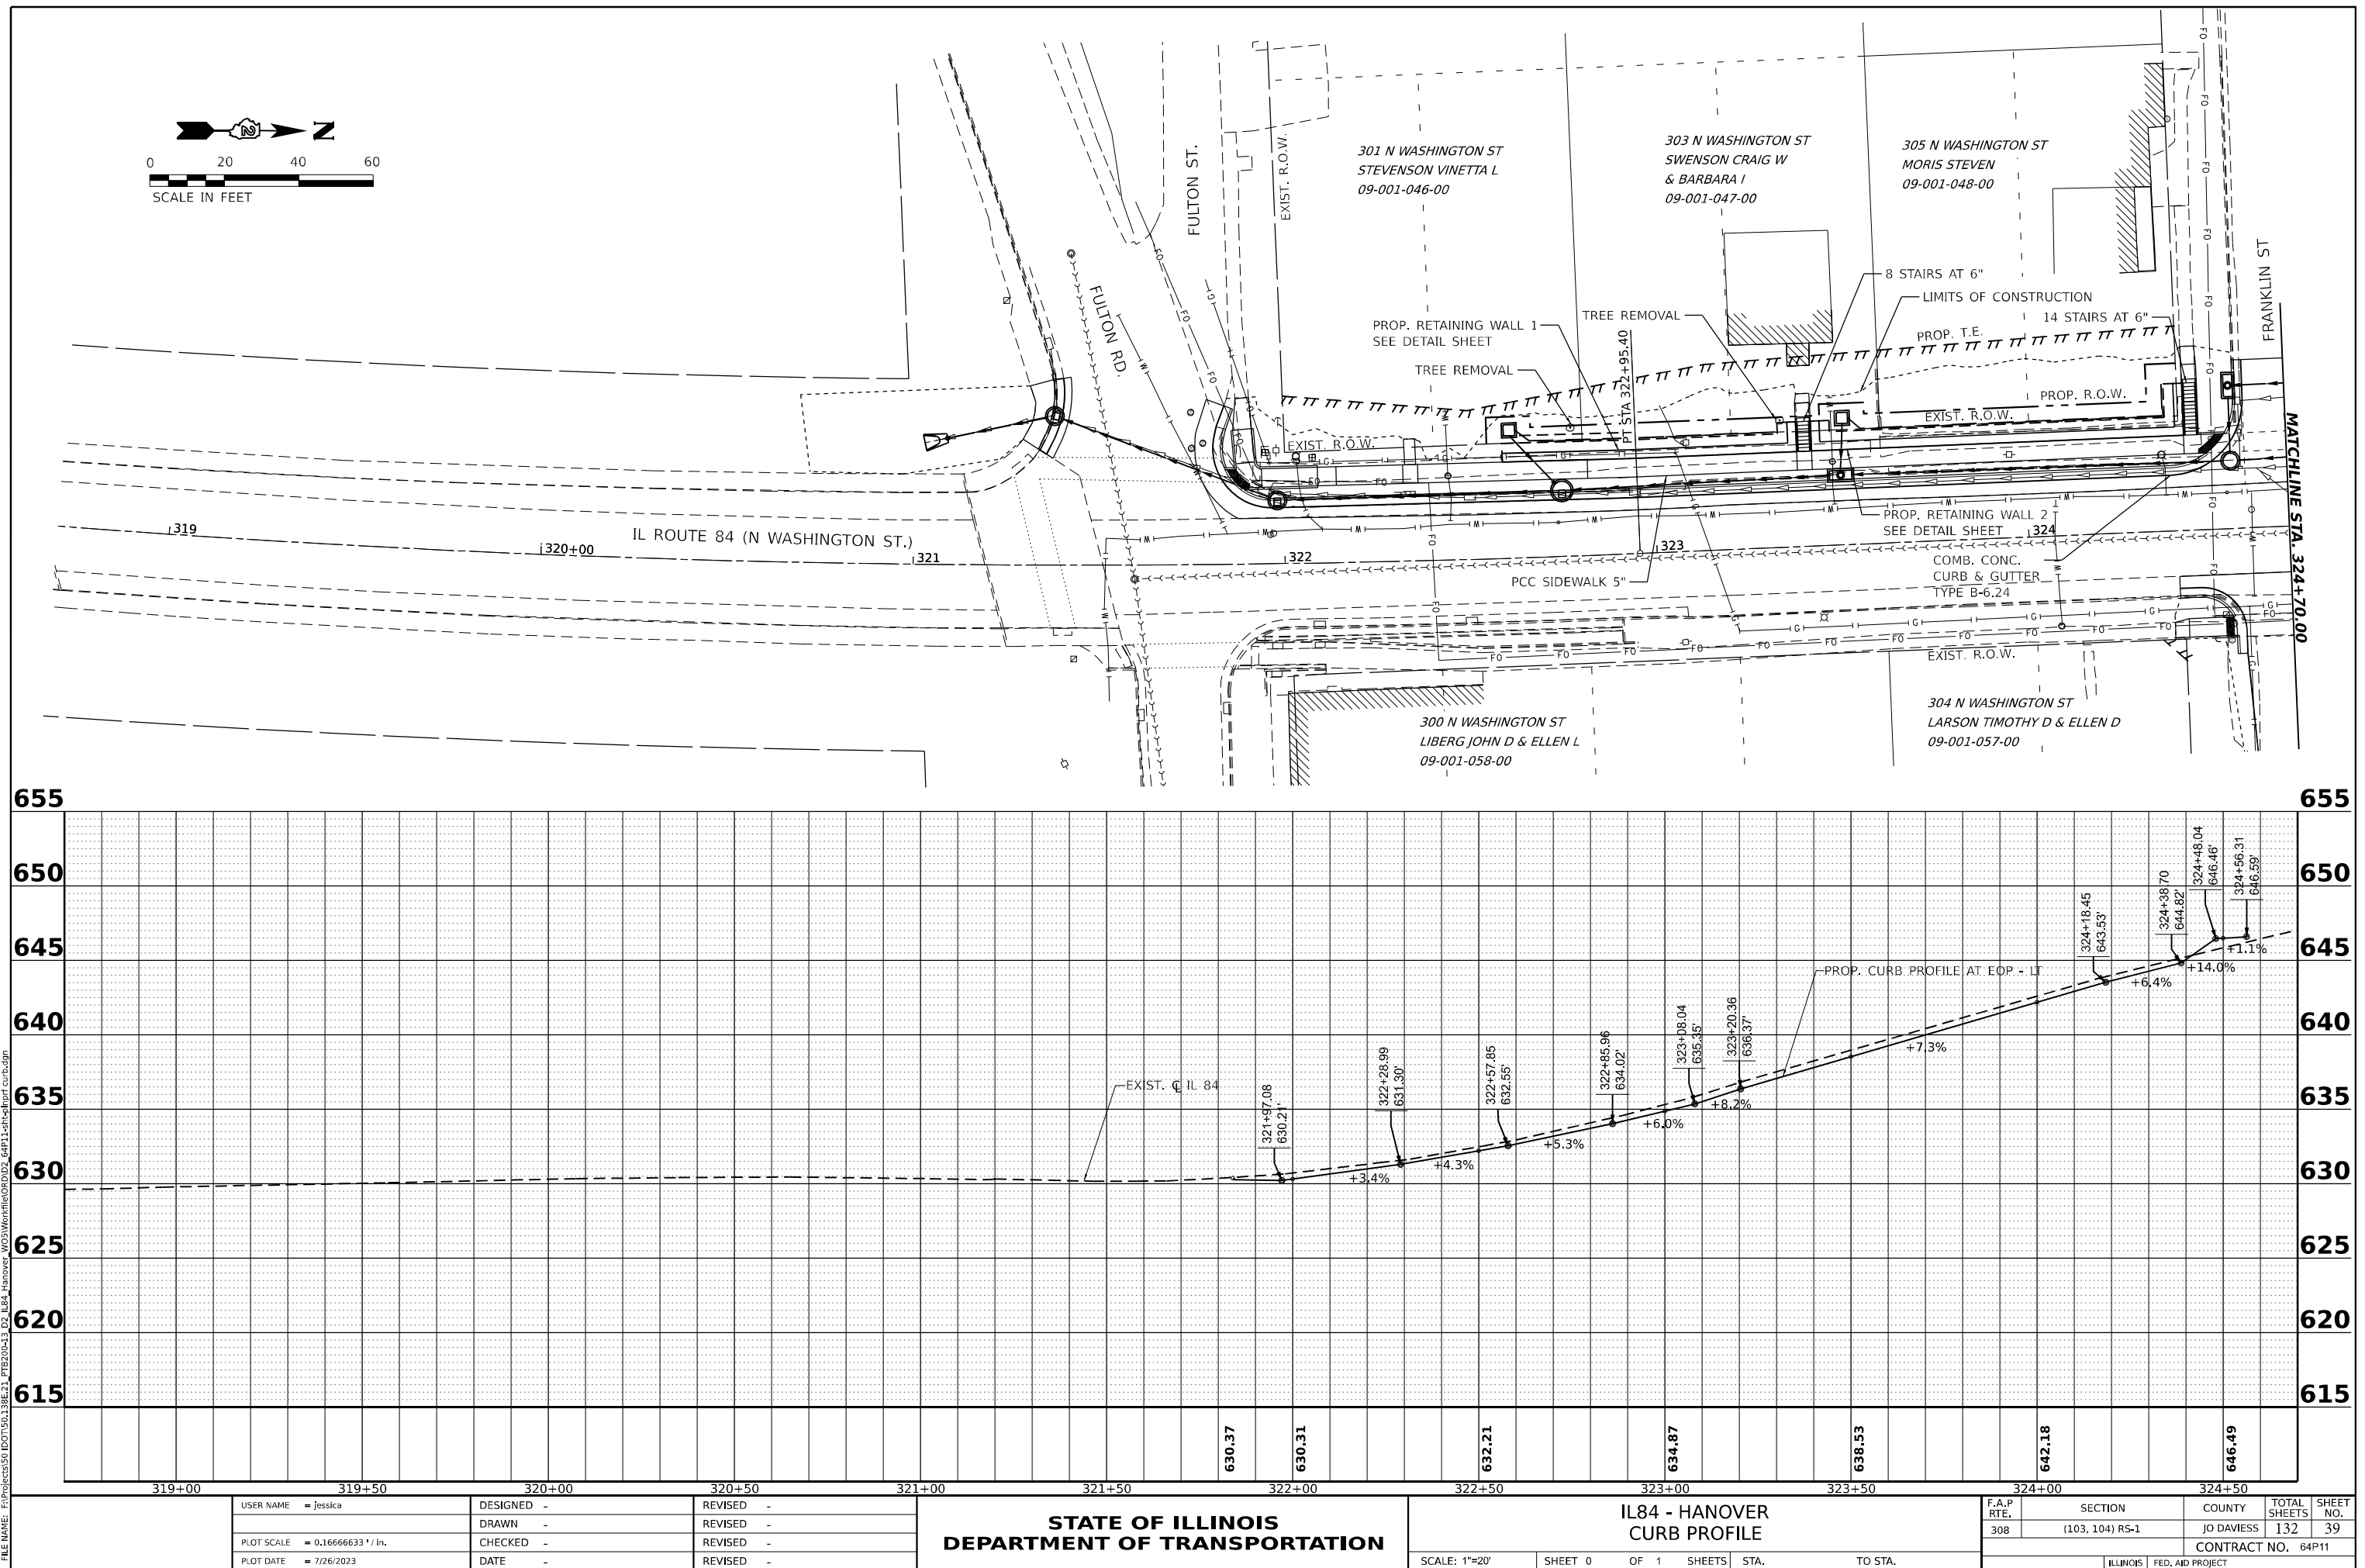 N
0 20 40 60
SCALE IN FEET
FULTON ST.
EXIST. R.O.W.
301 N WASHINGTON ST
STEVENSON VINETTA L
09-001-046-00
303 N WASHINGTON ST
SWENSON CRAIG W
& BARBARA I
09-001-047-00
305 N WASHINGTON ST
MORIS STEVEN
09-001-048-00
FRANKLIN ST
FULTON RD.
PROP. RETAINING WALL 1
SEE DETAIL SHEET
TREE REMOVAL
TREE REMOVAL
PT STA 322+95.40
8 STAIRS AT 6"
LIMITS OF CONSTRUCTION
14 STAIRS AT 6"
PROP. T.E.
PROP. R.O.W.
EXIST. R.O.W.
EXIST. R.O.W.
MATCHLINE STA. 324+70.00
319
320+00
IL ROUTE 84 (N WASHINGTON ST.)
321
322
323
324
PROP. RETAINING WALL 2
SEE DETAIL SHEET
PCC SIDEWALK 5"
COMB. CONC.
CURB & GUTTER
TYPE B-6.24
EXIST. R.O.W.
300 N WASHINGTON ST
LIBERG JOHN D & ELLEN L
09-001-058-00
304 N WASHINGTON ST
LARSON TIMOTHY D & ELLEN D
09-001-057-00
655 655
650 650
645 645
640 640
635 635
630 630
625 625
620 620
615 615
EXIST. ℄ IL 84
PROP. CURB PROFILE AT EOP - LT
321+97.08
630.21'
322+28.99
631.30'
322+57.85
632.55'
322+85.96
634.02'
323+08.04
635.35'
323+20.36
636.37'
324+18.45
643.53'
324+38.70
644.82'
324+48.04
646.46'
324+56.31
646.59'
+3.4%
+4.3%
+5.3%
+6.0%
+8.2%
+7.3%
+6.4%
+14.0%
+1.1%
630.37 630.31 632.21 634.87 638.53 642.18 646.49
319+00 319+50 320+00 320+50 321+00 321+50 322+00 322+50 323+00 323+50 324+00 324+50
USER NAME = jessica
PLOT SCALE = 0.16666633 ' / in.
PLOT DATE = 7/26/2023
DESIGNED -
DRAWN -
CHECKED -
DATE -
REVISED -
REVISED -
REVISED -
REVISED -
STATE OF ILLINOIS
DEPARTMENT OF TRANSPORTATION
IL84 - HANOVER
CURB PROFILE
SCALE: 1"=20' SHEET 0 OF 1 SHEETS STA. TO STA.
F.A.P RTE. SECTION COUNTY TOTAL SHEETS SHEET NO.
308 (103, 104) RS-1 JO DAVIESS 132 39
CONTRACT NO. 64P11
ILLINOIS FED. AID PROJECT